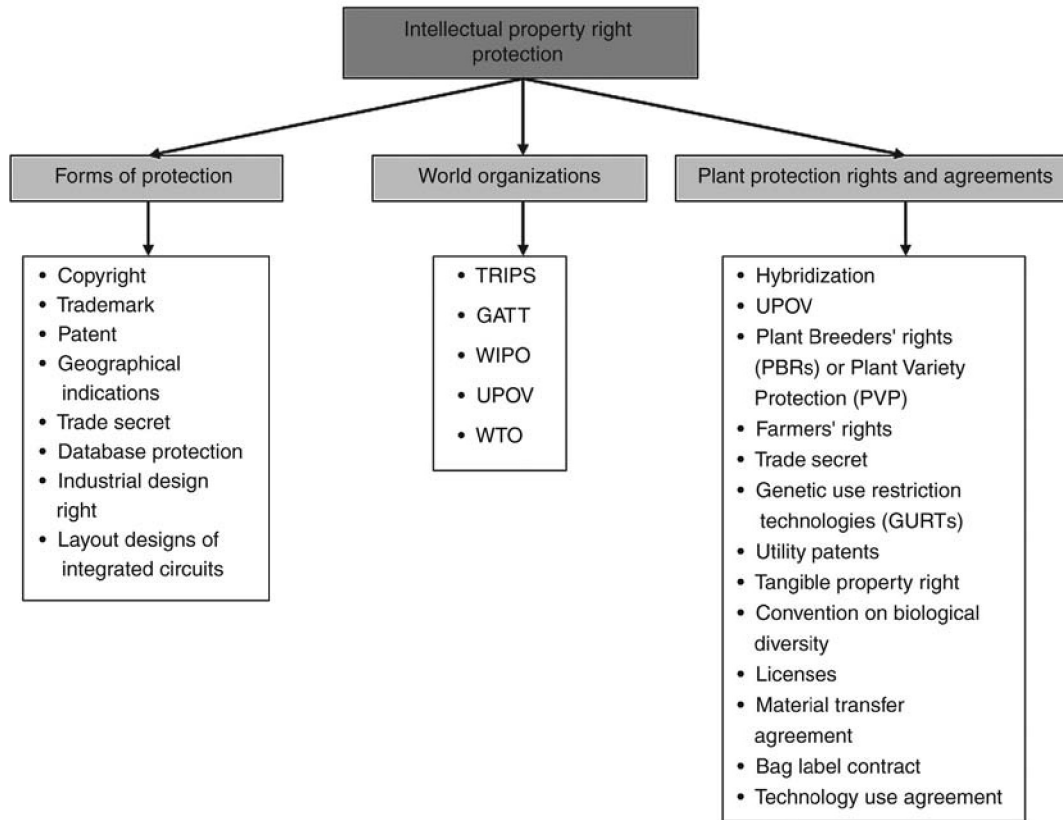 Intellectual property right
protection
Forms of protection
World organizations
Plant protection rights and agreements
• Copyright
• Trademark
• Patent
• Geographical
indications
• Trade secret
• Database protection
• Industrial design
right
• Layout designs of
integrated circuits
• TRIPS
• GATT
• WIPO
• UPOV
• WTO
• Hybridization
• UPOV
• Plant Breeders' rights
(PBRs) or Plant Variety
Protection (PVP)
• Farmers' rights
• Trade secret
• Genetic use restriction
technologies (GURTs)
• Utility patents
• Tangible property right
• Convention on biological
diversity
• Licenses
• Material transfer
agreement
• Bag label contract
• Technology use agreement